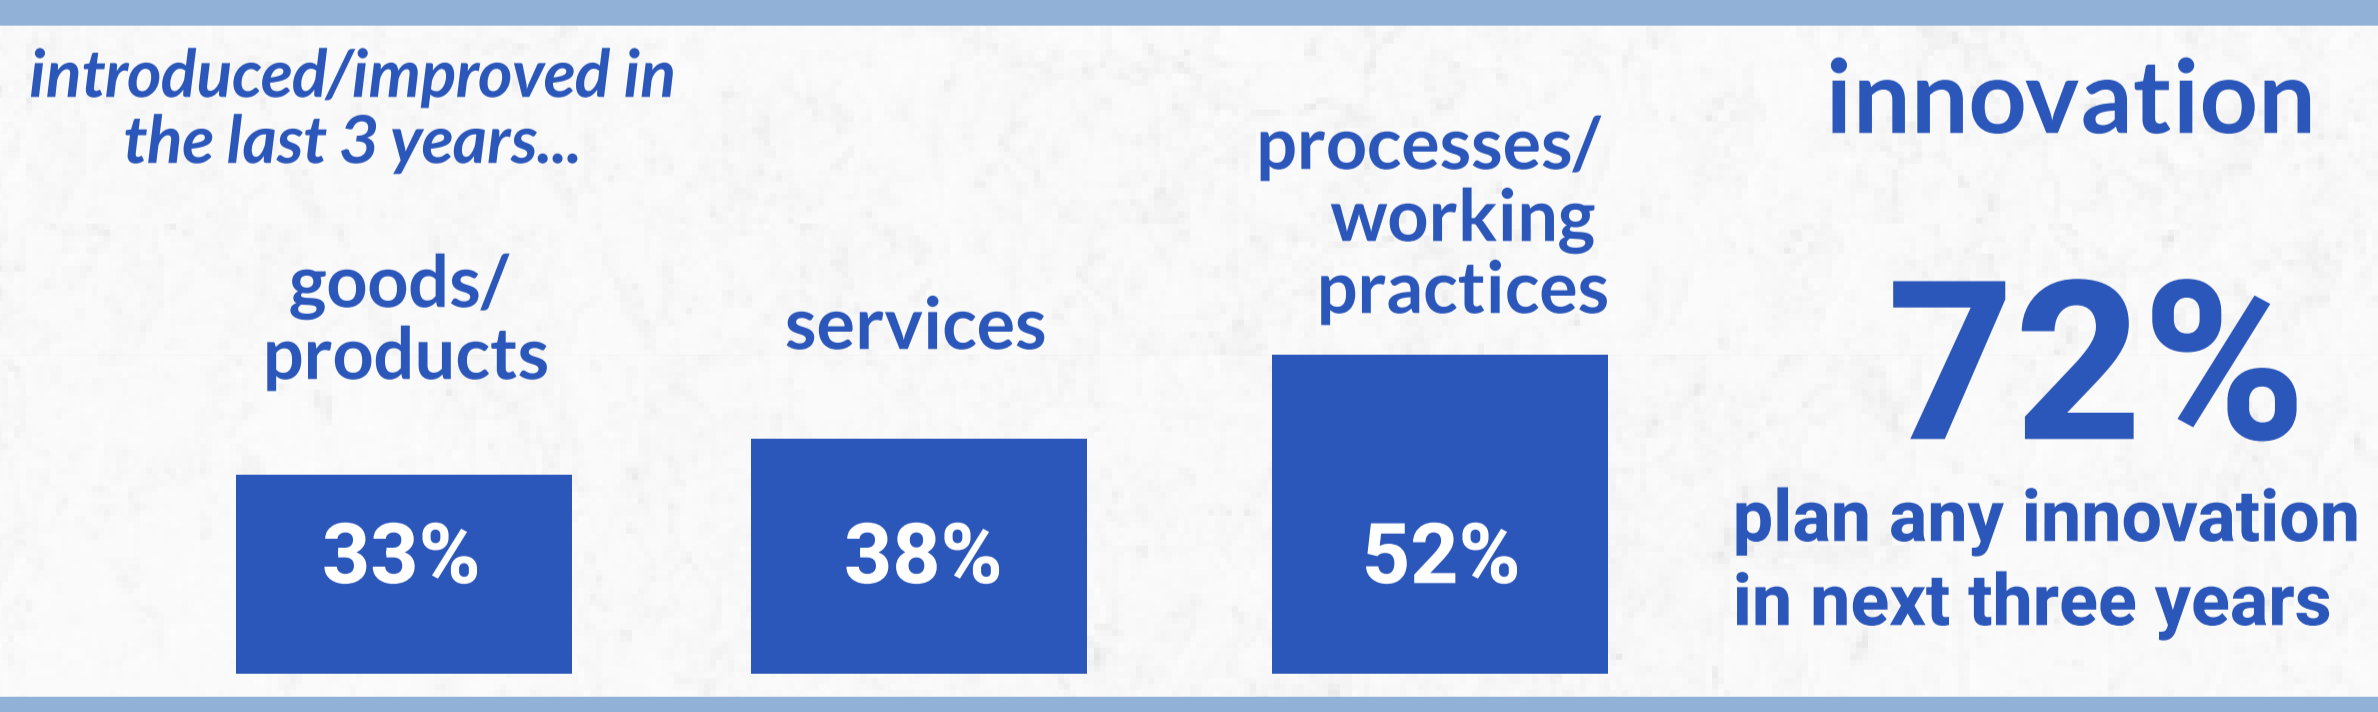 introduced/improved in
the last 3 years...
goods/
products
33%
services
38%
processes/
working
practices
52%
innovation
72%
plan any innovation
in next three years